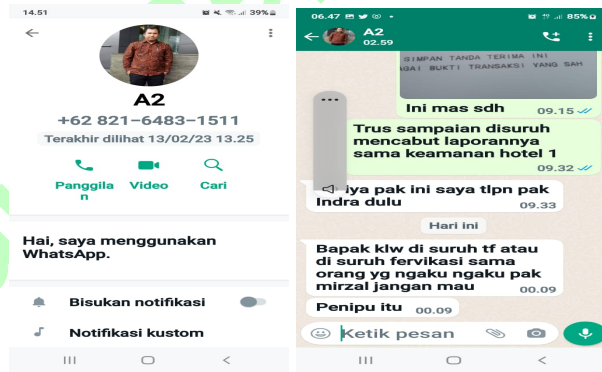 14.51
39%
A2
+62 821-6483-1511
Terakhir dilihat 13/02/23 13.25
Panggila
n
Video
Cari
Hai, saya menggunakan
WhatsApp.
Bisukan notifikasi
Notifikasi kustom
06.47
85%
A2
02.59
SIMPAN TANDA TERIMA INI
AGAI BUKTI TRANSAKSI YANG SAH
Ini mas sdh 09.15
Trus sampaian disuruh
mencabut laporannya
sama keamanan hotel 1
09.32
iya pak ini saya tlpn pak
Indra dulu 09.33
Hari ini
Bapak klw di suruh tf atau
di suruh fervikasi sama
orang yg ngaku ngaku pak
mirzal jangan mau 00.09
Penipu itu 00.09
Ketik pesan